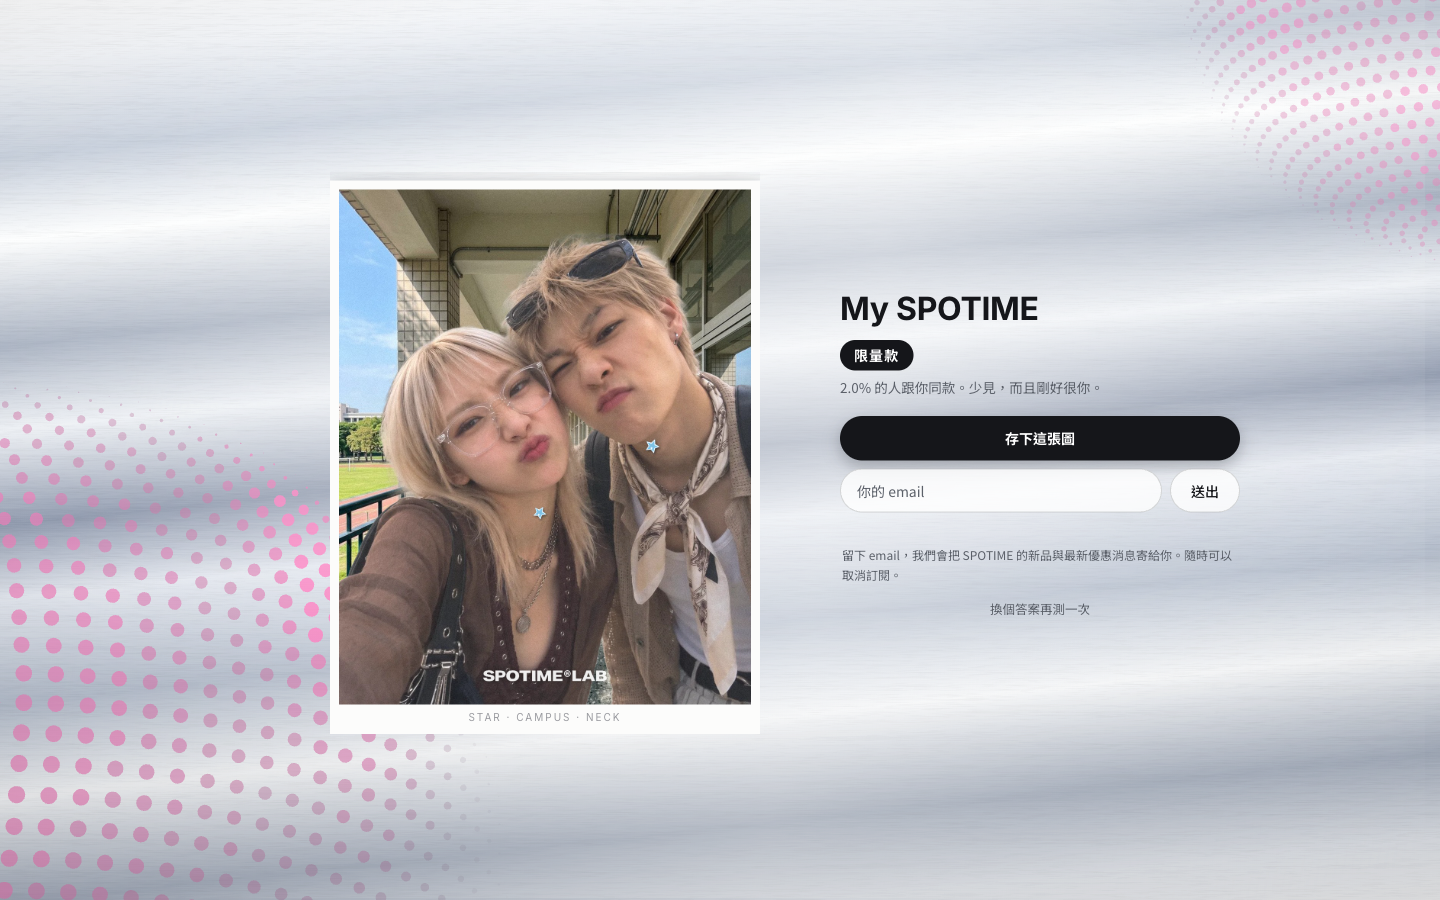 SPOTIME®LAB
STAR · CAMPUS · NECK
My SPOTIME
限量款
2.0% 的人跟你同款。少見，而且剛好很你。
存下這張圖
你的 email
送出
留下 email，我們會把 SPOTIME 的新品與最新優惠消息寄給你。隨時可以
取消訂閱。
換個答案再測一次